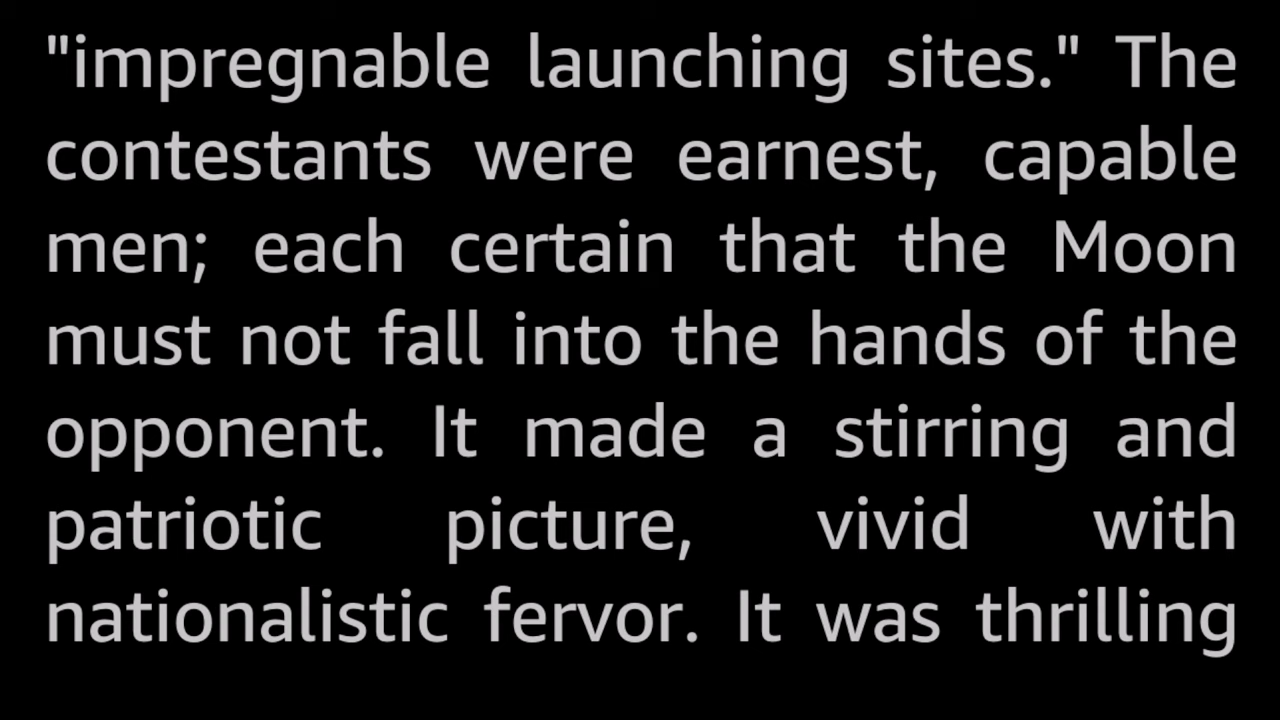 "impregnable launching sites." The
contestants were earnest, capable
men; each certain that the Moon
must not fall into the hands of the
opponent. It made a stirring and
patriotic picture, vivid with
nationalistic fervor. It was thrilling